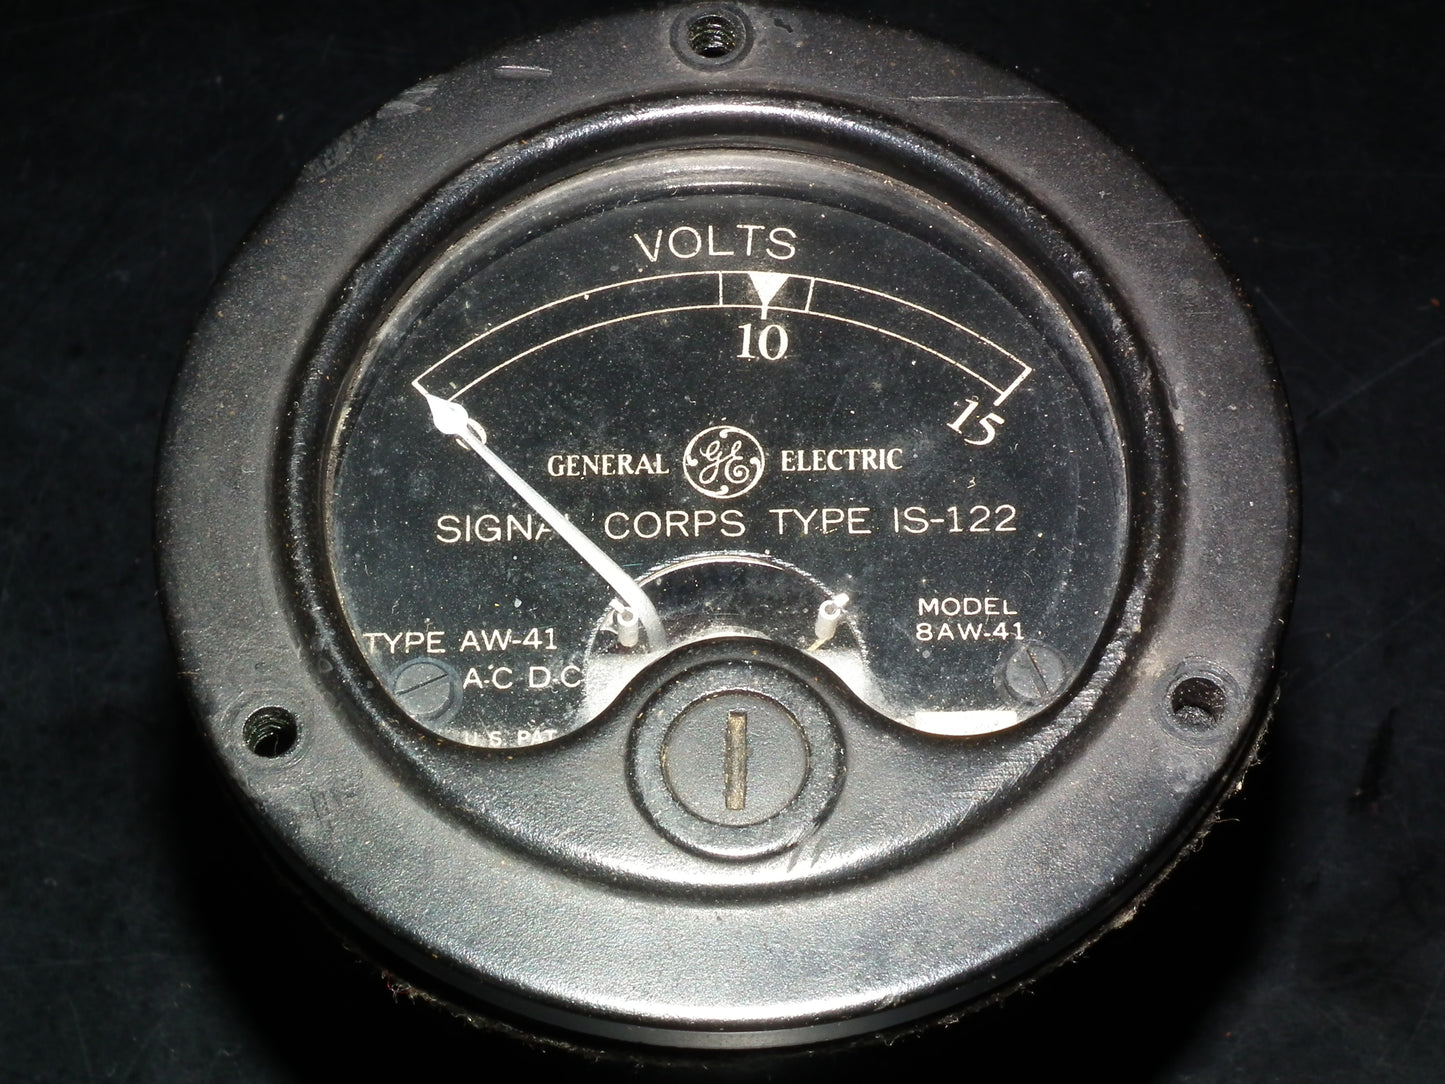 VOLTS
10
15
GENERAL GE ELECTRIC
SIGNAL CORPS TYPE IS-122
MODEL
8AW-41
TYPE AW-41
A-C D-C
U.S. PAT.